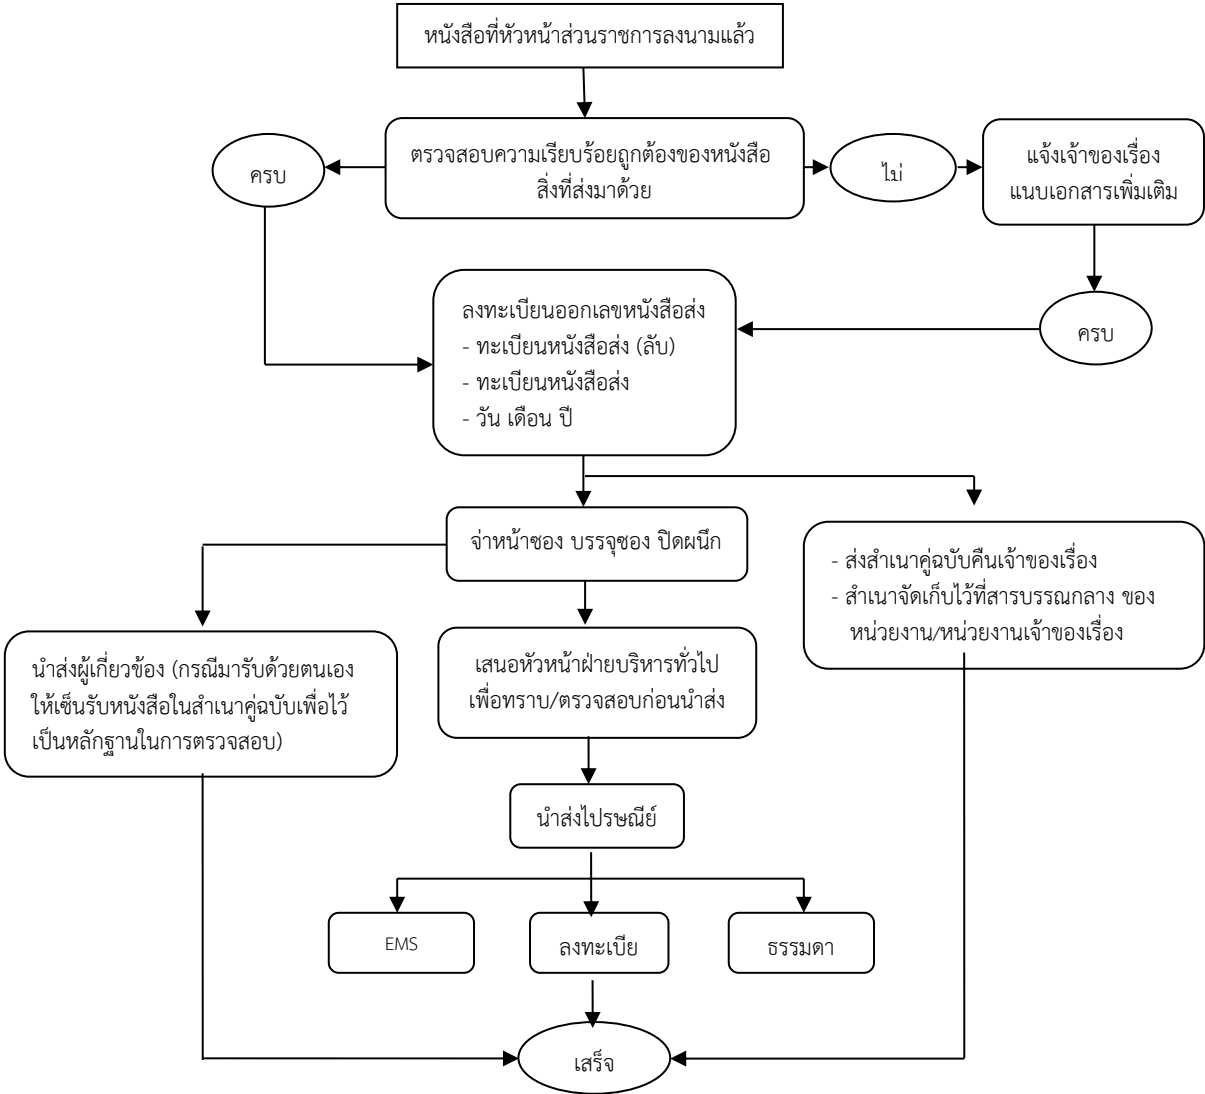 หนังสือที่หัวหน้าส่วนราชการลงนามแล้ว
ตรวจสอบความเรียบร้อยถูกต้องของหนังสือ
สิ่งที่ส่งมาด้วย
ครบ
ไม่
แจ้งเจ้าของเรื่อง
แนบเอกสารเพิ่มเติม
ครบ
ลงทะเบียนออกเลขหนังสือส่ง
- ทะเบียนหนังสือส่ง (ลับ)
- ทะเบียนหนังสือส่ง
- วัน เดือน ปี
จ่าหน้าซอง บรรจุซอง ปิดผนึก
- ส่งสำเนาคู่ฉบับคืนเจ้าของเรื่อง
- สำเนาจัดเก็บไว้ที่สารบรรณกลาง ของ
หน่วยงาน/หน่วยงานเจ้าของเรื่อง
นำส่งผู้เกี่ยวข้อง (กรณีมารับด้วยตนเอง
ให้เซ็นรับหนังสือในสำเนาคู่ฉบับเพื่อไว้
เป็นหลักฐานในการตรวจสอบ)
เสนอหัวหน้าฝ่ายบริหารทั่วไป
เพื่อทราบ/ตรวจสอบก่อนนำส่ง
นำส่งไปรษณีย์
EMS
ลงทะเบีย
ธรรมดา
เสร็จ